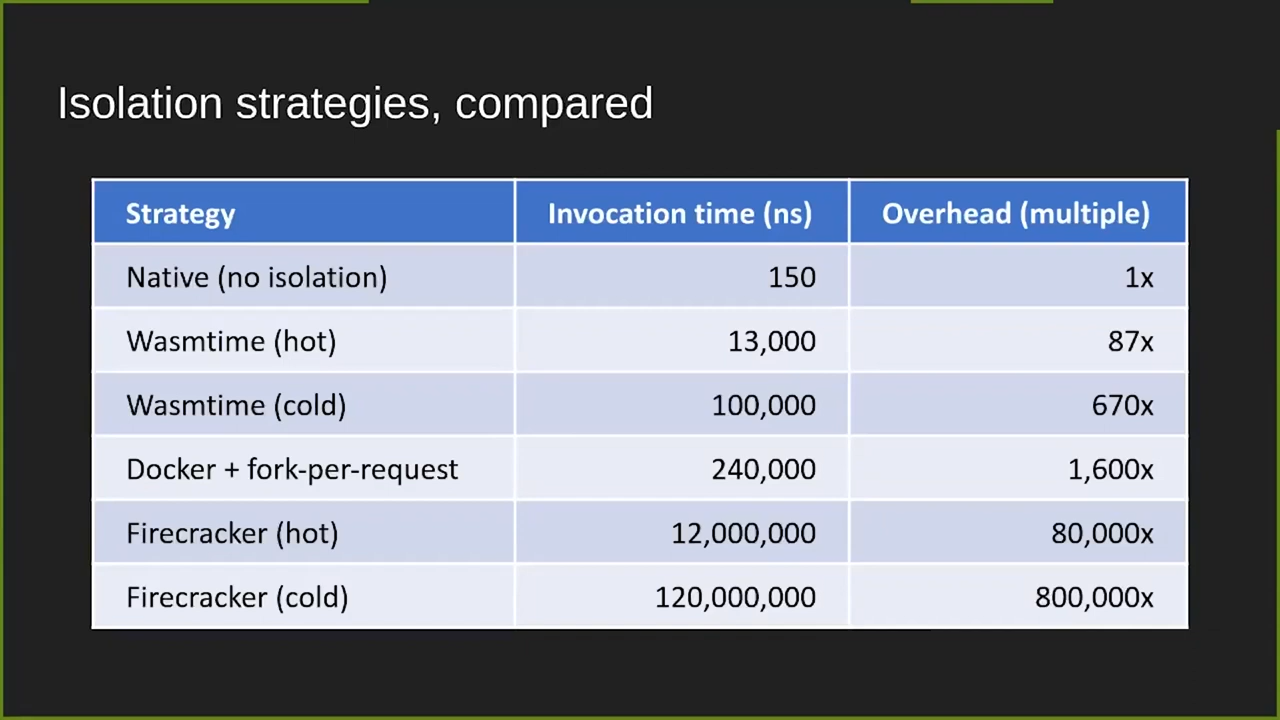 Isolation strategies, compared
Strategy Invocation time (ns) Overhead (multiple)
Native (no isolation) 150 1x
Wasmtime (hot) 13,000 87x
Wasmtime (cold) 100,000 670x
Docker + fork-per-request 240,000 1,600x
Firecracker (hot) 12,000,000 80,000x
Firecracker (cold) 120,000,000 800,000x